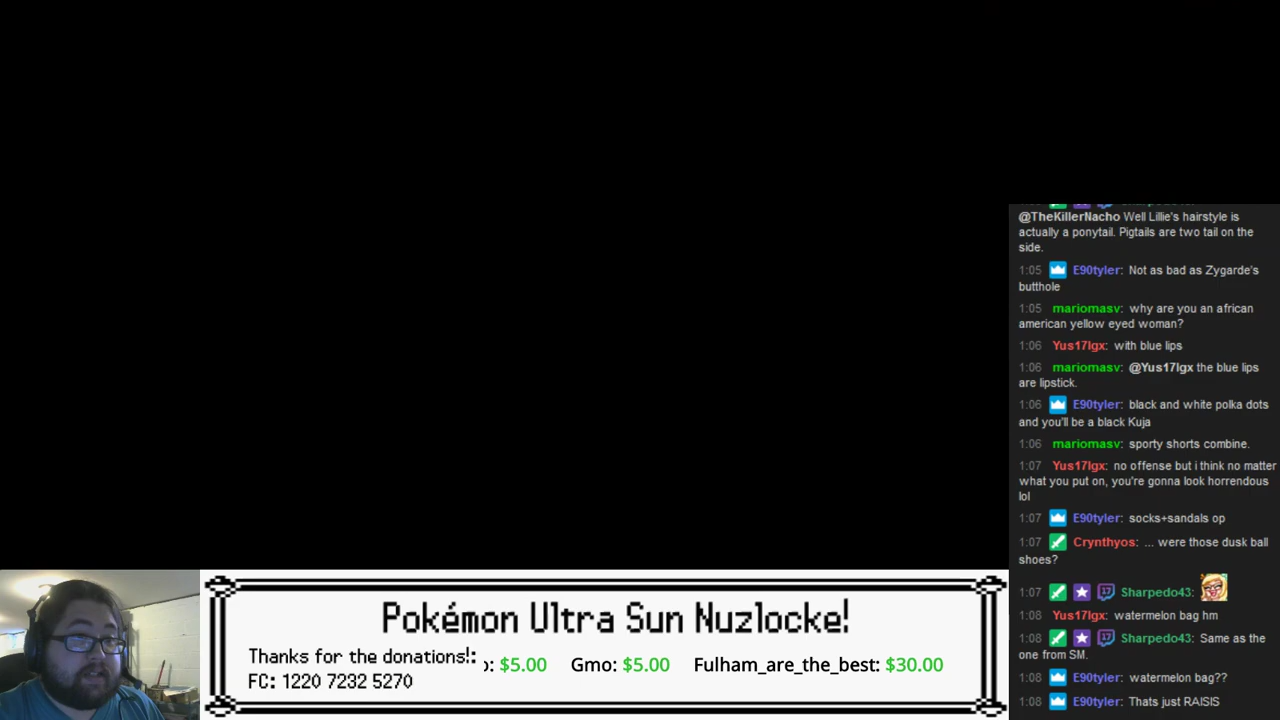 @TheKillerNacho Well Lillie's hairstyle is
actually a ponytail. Pigtails are two tail on the
side.
1:05 E90tyler: Not as bad as Zygarde's
butthole
1:05 mariomasv: why are you an african
american yellow eyed woman?
1:06 Yus17lgx: with blue lips
1:06 mariomasv: @Yus17lgx the blue lips
are lipstick.
1:06 E90tyler: black and white polka dots
and you'll be a black Kuja
1:06 mariomasv: sporty shorts combine.
1:07 Yus17lgx: no offense but i think no matter
what you put on, you're gonna look horrendous
lol
1:07 E90tyler: socks+sandals op
1:07 Crynthyos: ... were those dusk ball
shoes?
1:07 17 Sharpedo43:
1:08 Yus17lgx: watermelon bag hm
1:08 17 Sharpedo43: Same as the
one from SM.
1:08 E90tyler: watermelon bag??
1:08 E90tyler: Thats just RAISIS
Pokémon Ultra Sun Nuzlocke!
Thanks for the donations!: : $5.00 Gmo: $5.00 Fulham_are_the_best: $30.00
FC: 1220 7232 5270